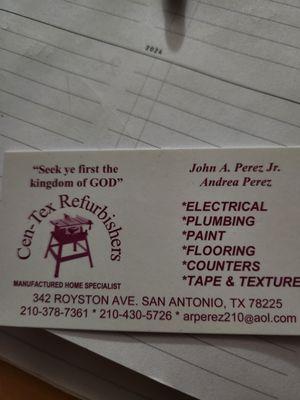 2024
"Seek ye first the
kingdom of GOD"
Cen-Tex Refurbishers
MANUFACTURED HOME SPECIALIST
John A. Perez Jr.
Andrea Perez
*ELECTRICAL
*PLUMBING
*PAINT
*FLOORING
*COUNTERS
*TAPE & TEXTURE
342 ROYSTON AVE. SAN ANTONIO, TX 78225
210-378-7361 * 210-430-5726 * arperez210@aol.com